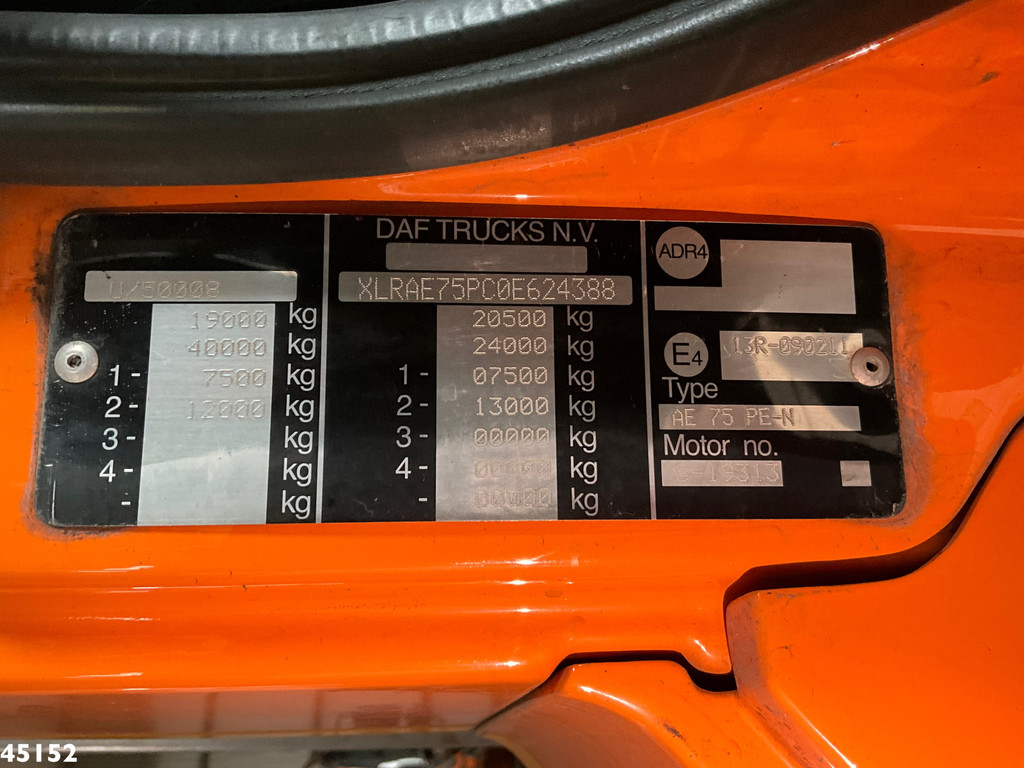 DAF TRUCKS N.V.
XLRAE75PC0E624388
19000 kg
40000 kg
1- 7500 kg
2- 12000 kg
3- kg
4- kg
- kg
20500 kg
24000 kg
1- 07500 kg
2- 13000 kg
3- 00000 kg
4- kg
- kg
ADR4
E4 13R-090211
Type
AE 75 PE-N
Motor no.
45152